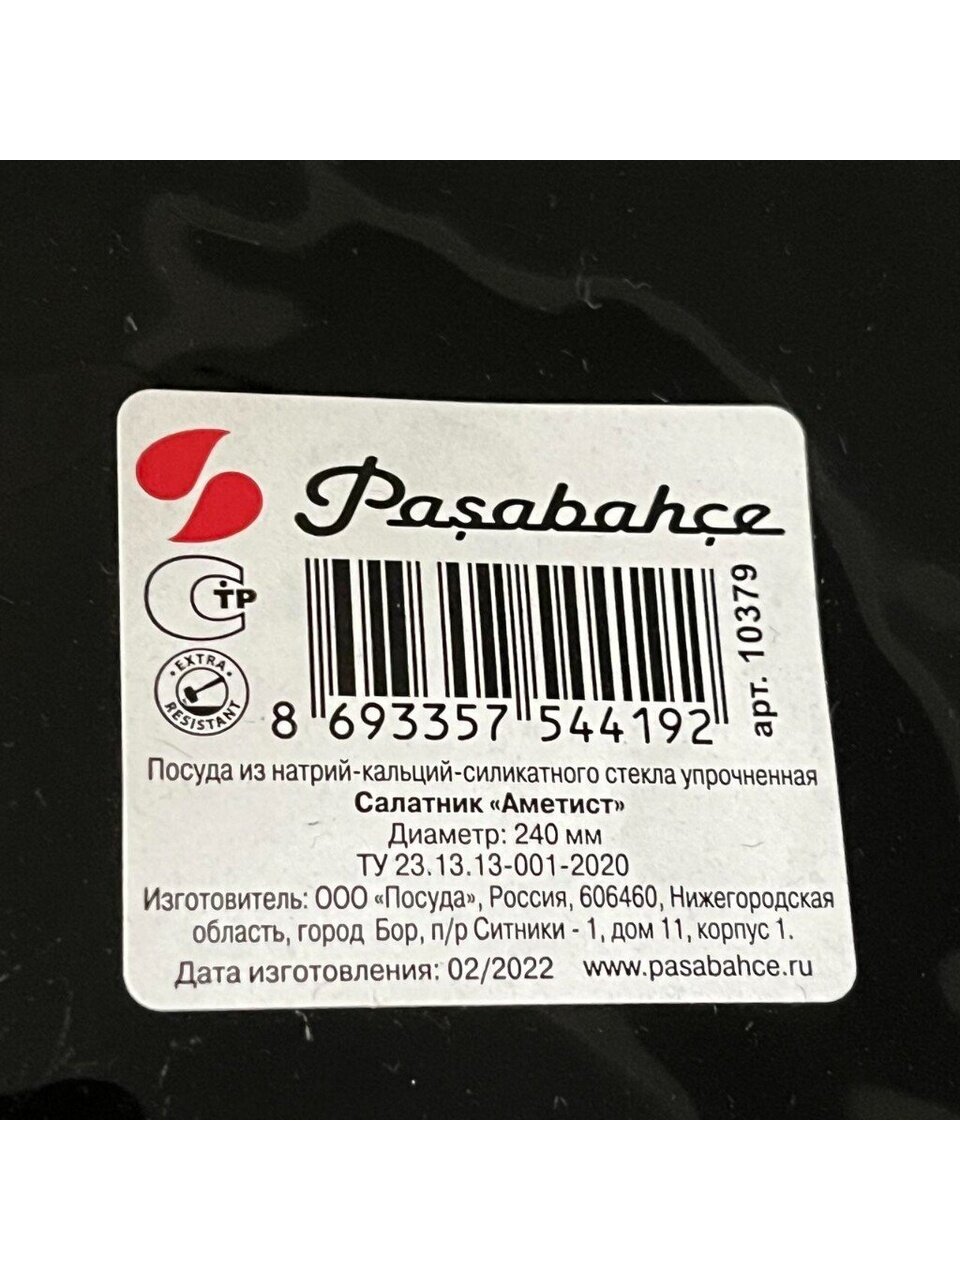 Paşabahçe
СТР
EXTRA RESISTANT
8 693357 544192
арт. 10379
Посуда из натрий-кальций-силикатного стекла упрочненная
Салатник «Аметист»
Диаметр: 240 мм
ТУ 23.13.13-001-2020
Изготовитель: ООО «Посуда», Россия, 606460, Нижегородская
область, город Бор, п/р Ситники - 1, дом 11, корпус 1.
Дата изготовления: 02/2022 www.pasabahce.ru